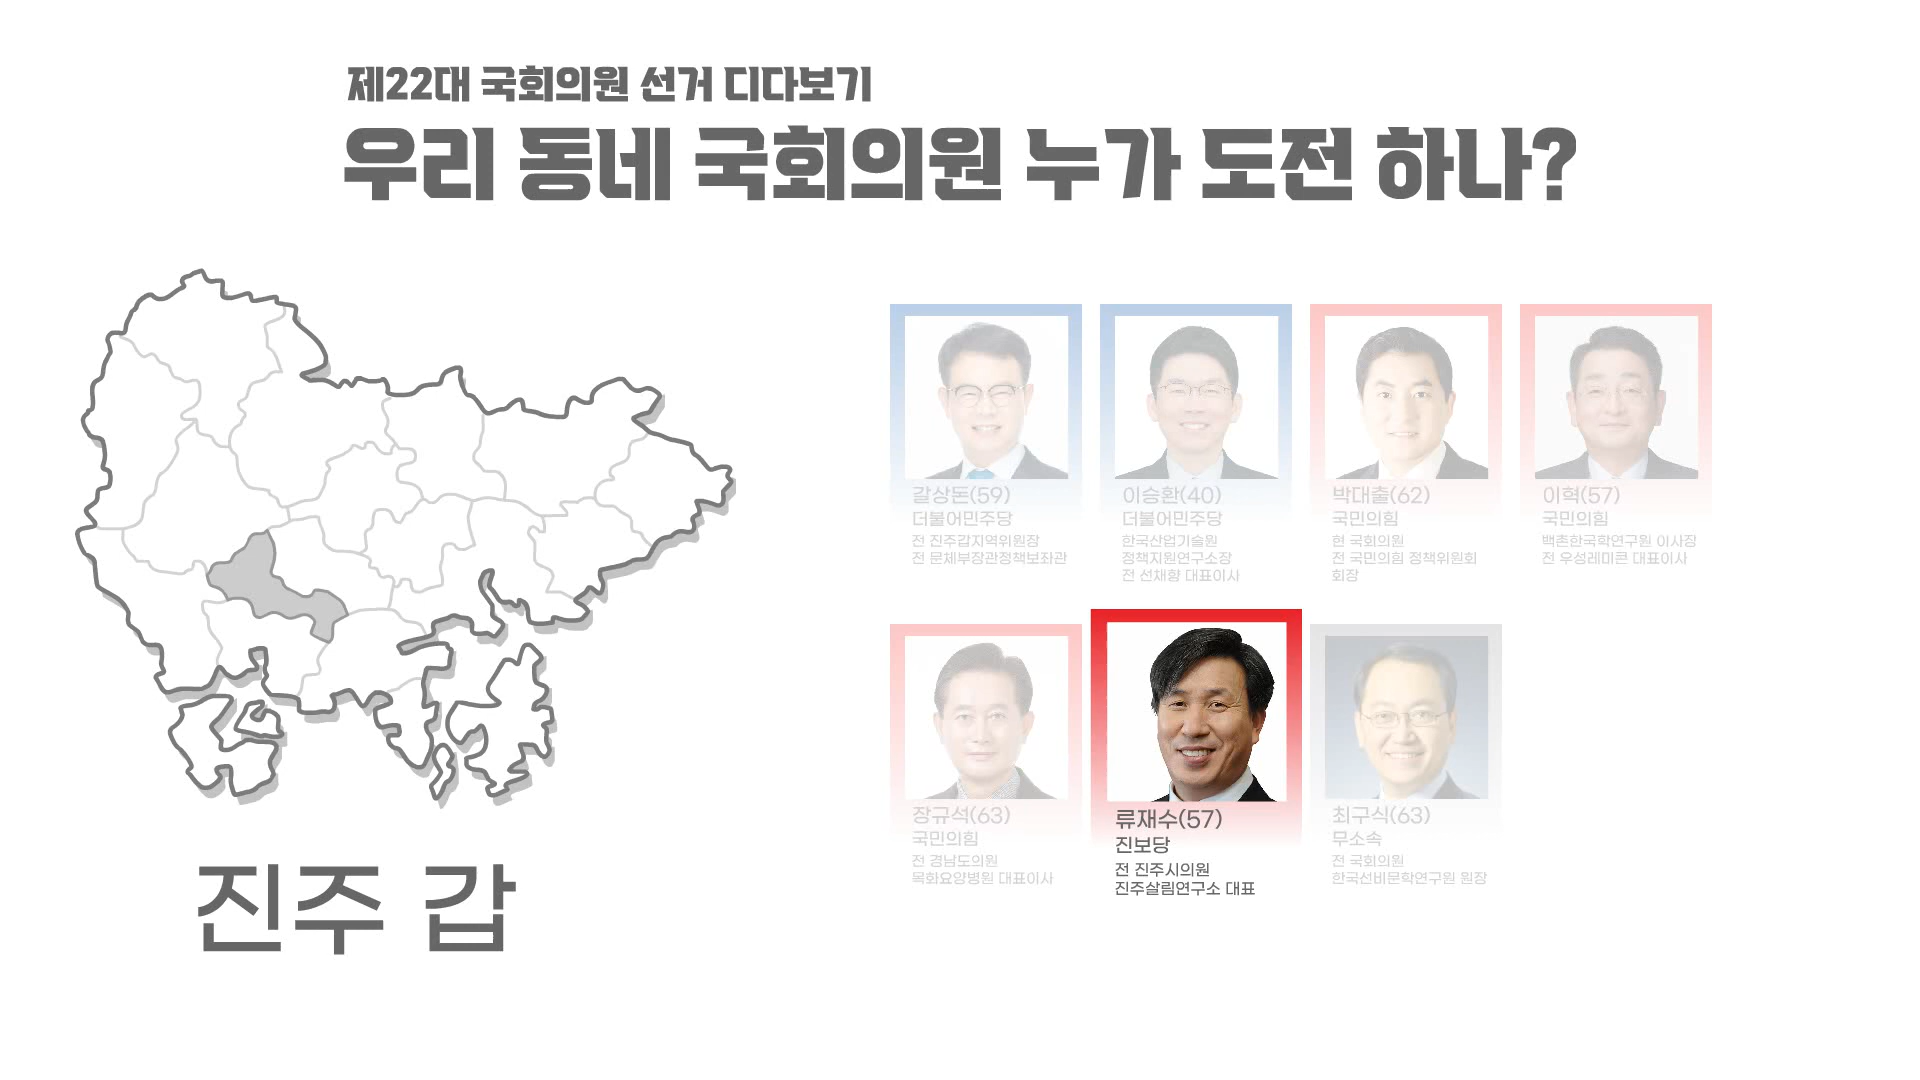 제22대 국회의원 선거 디다보기
우리 동네 국회의원 누가 도전 하나?
갈상돈(59)
더불어민주당
전 진주갑지역위원장
전 문체부장관정책보좌관
이승환(40)
더불어민주당
한국산업기술원
정책지원연구소장
전 선채향 대표이사
박대출(62)
국민의힘
현 국회의원
전 국민의힘 정책위원회
회장
이혁(57)
국민의힘
백촌한국학연구원 이사장
전 우성레미콘 대표이사
장규석(63)
국민의힘
전 경남도의원
목화요양병원 대표이사
류재수(57)
진보당
전 진주시의원
진주살림연구소 대표
최구식(63)
무소속
전 국회의원
한국선비문학연구원 원장
진주 갑